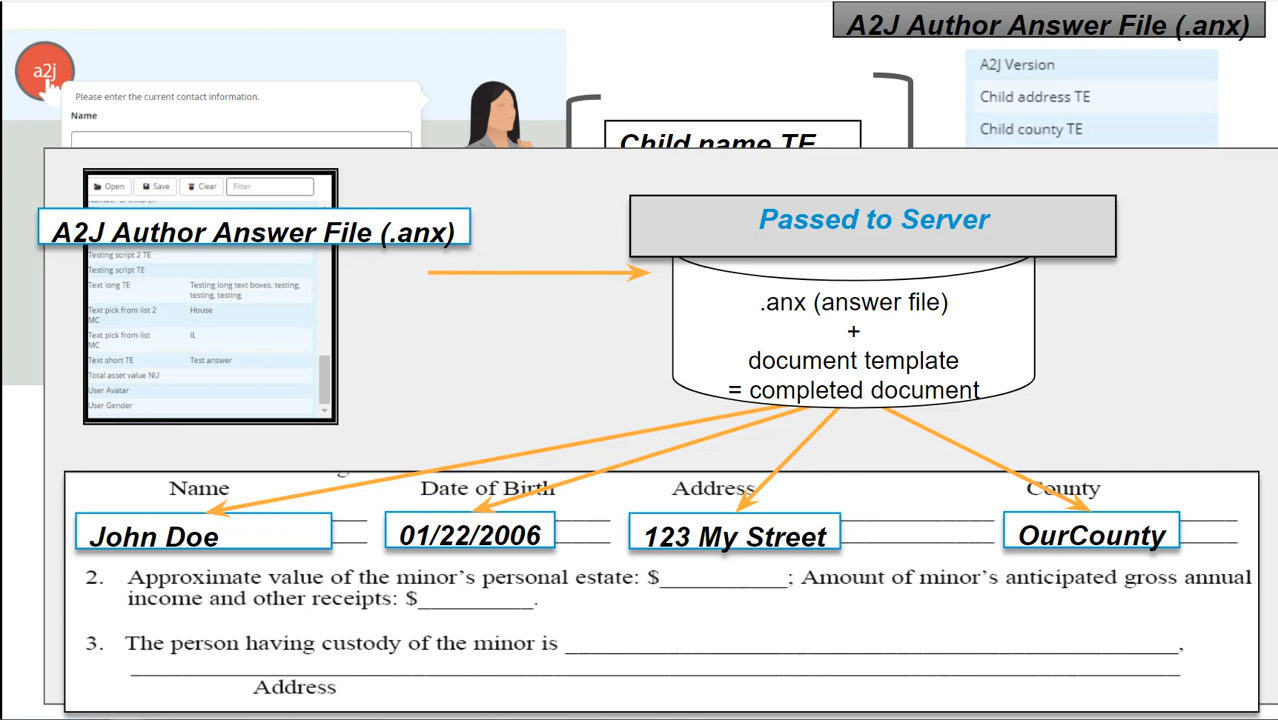 A2J Author Answer File (.anx)
a2j
Please enter the current contact information.
Name
Child name TE
A2J Version
Child address TE
Child county TE
Open Save Clear Filter
A2J Author Answer File (.anx)
Testing script 2 TE
Testing script TE
Text long TE Testing long text boxes, testing,
testing, testing
Text pick from list 2 House
MC
Text pick from list IL
MC
Text short TE Test answer
Total asset value NU
User Avatar
User Gender
Passed to Server
.anx (answer file)
+
document template
= completed document
Name Date of Birth Address County
John Doe 01/22/2006 123 My Street OurCounty
2. Approximate value of the minor’s personal estate: $___________; Amount of minor’s anticipated gross annual
income and other receipts: $__________.
3. The person having custody of the minor is ____________________,
Address